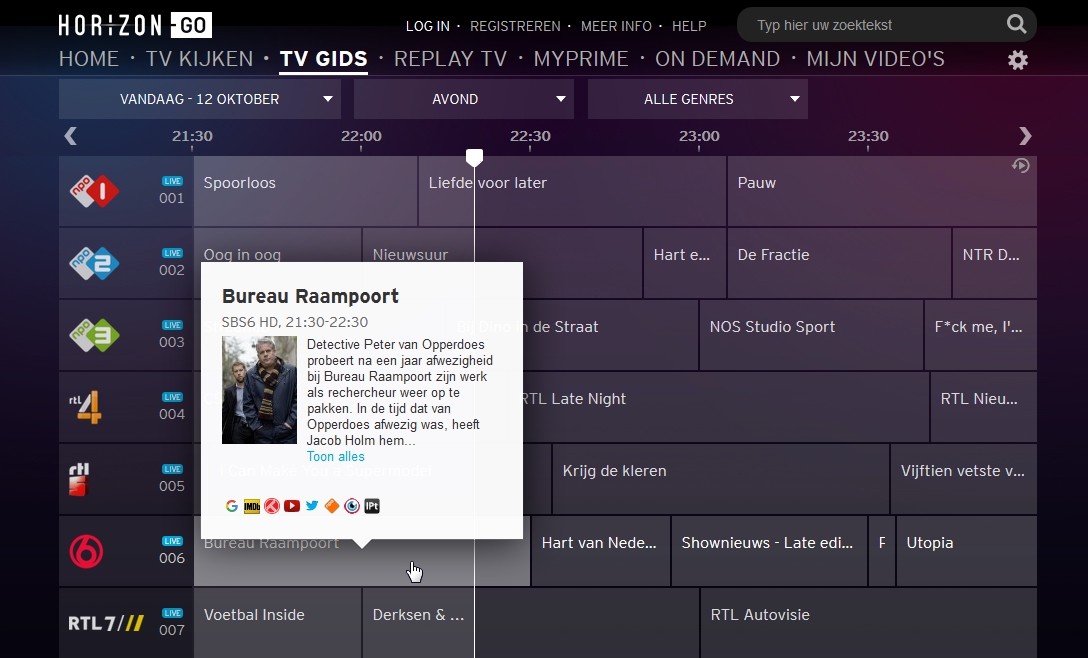 HORIZON GO
LOG IN · REGISTREREN · MEER INFO · HELP
Typ hier uw zoektekst
HOME · TV KIJKEN · TV GIDS · REPLAY TV · MYPRIME · ON DEMAND · MIJN VIDEO'S
VANDAAG - 12 OKTOBER
AVOND
ALLE GENRES
21:30 22:00 22:30 23:00 23:30
npo 1 LIVE 001 Spoorloos Liefde voor later Pauw
npo 2 LIVE 002 Oog in oog Nieuwsuur Hart e... De Fractie NTR D...
Bureau Raampoort
SBS6 HD, 21:30-22:30
Detective Peter van Opperdoes
probeert na een jaar afwezigheid
bij Bureau Raampoort zijn werk
als rechercheur weer op te
pakken. In de tijd dat van
Opperdoes afwezig was, heeft
Jacob Holm hem...
Toon alles
G IMDb IPt
npo 3 LIVE 003 in de Straat NOS Studio Sport F*ck me, I'...
rtl 4 LIVE 004 RTL Late Night RTL Nieu...
rtl 5 LIVE 005 Krijg de kleren Vijftien vetste v...
6 LIVE 006 Bureau Raampoort Hart van Nede... Shownieuws - Late edi... F Utopia
RTL 7 LIVE 007 Voetbal Inside Derksen & ... RTL Autovisie